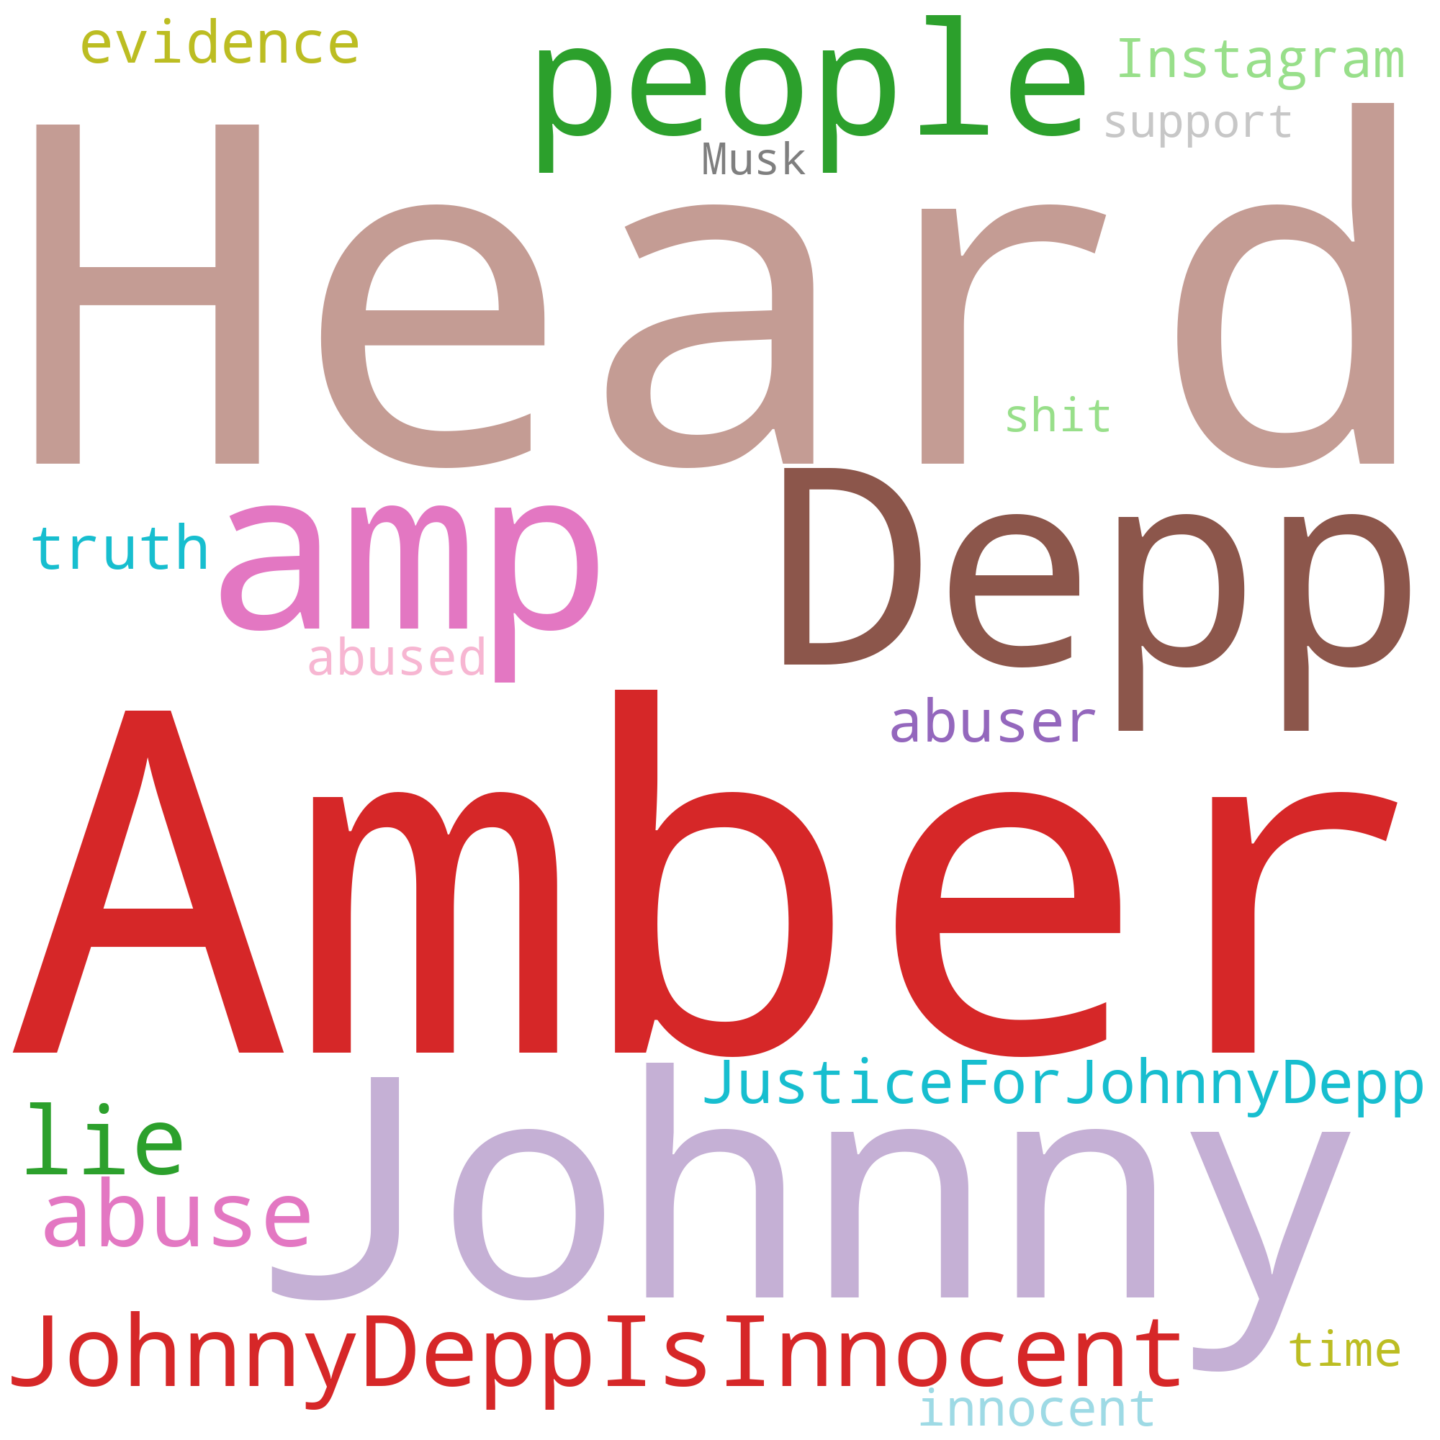 evidence
people
Instagram
support
Musk
Heard
shit
Depp
amp
truth
abused
abuser
Amber
JusticeForJohnnyDepp
Johnny
lie
abuse
JohnnyDeppIsInnocent
time
innocent